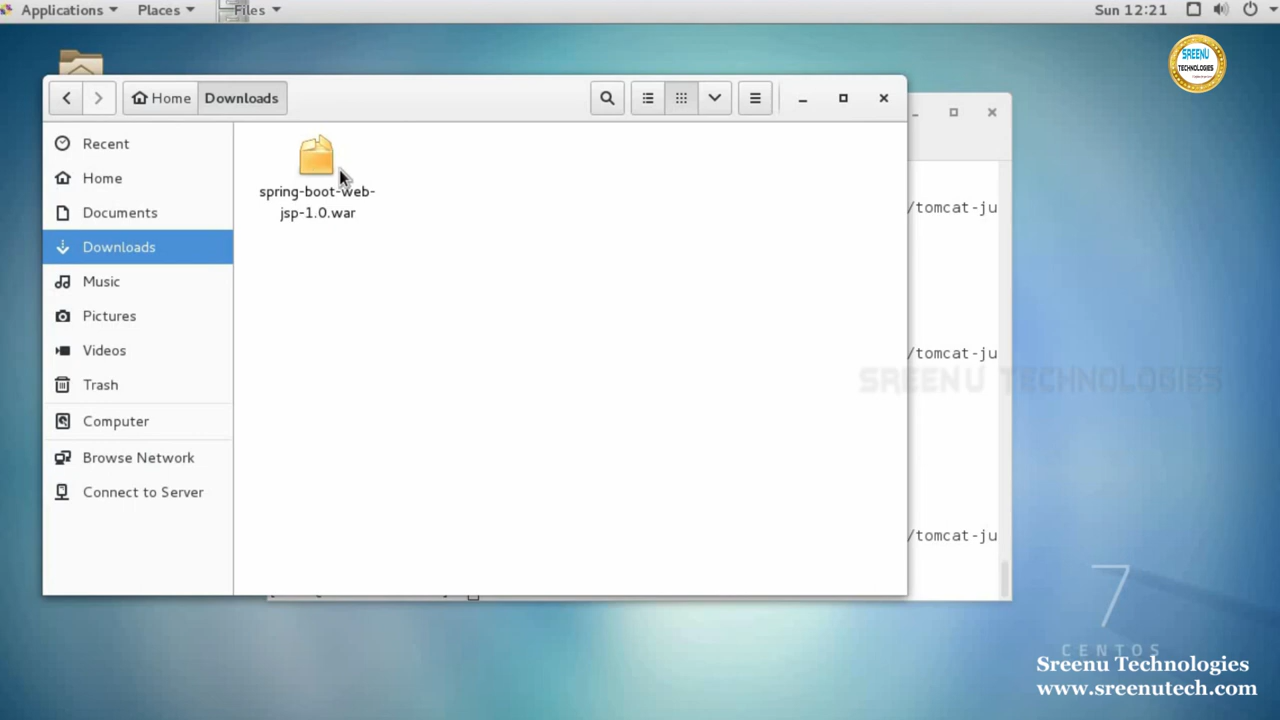 Applications Places Files Sun 12:21
SREENU
TECHNOLOGIES
Home Downloads
Recent
Home
Documents
Downloads
Music
Pictures
Videos
Trash
Computer
Browse Network
Connect to Server
spring-boot-web-
jsp-1.0.war
/tomcat-ju
/tomcat-ju
SREENU TECHNOLOGIES
/tomcat-ju
7
CENTOS
Sreenu Technologies
www.sreenutech.com